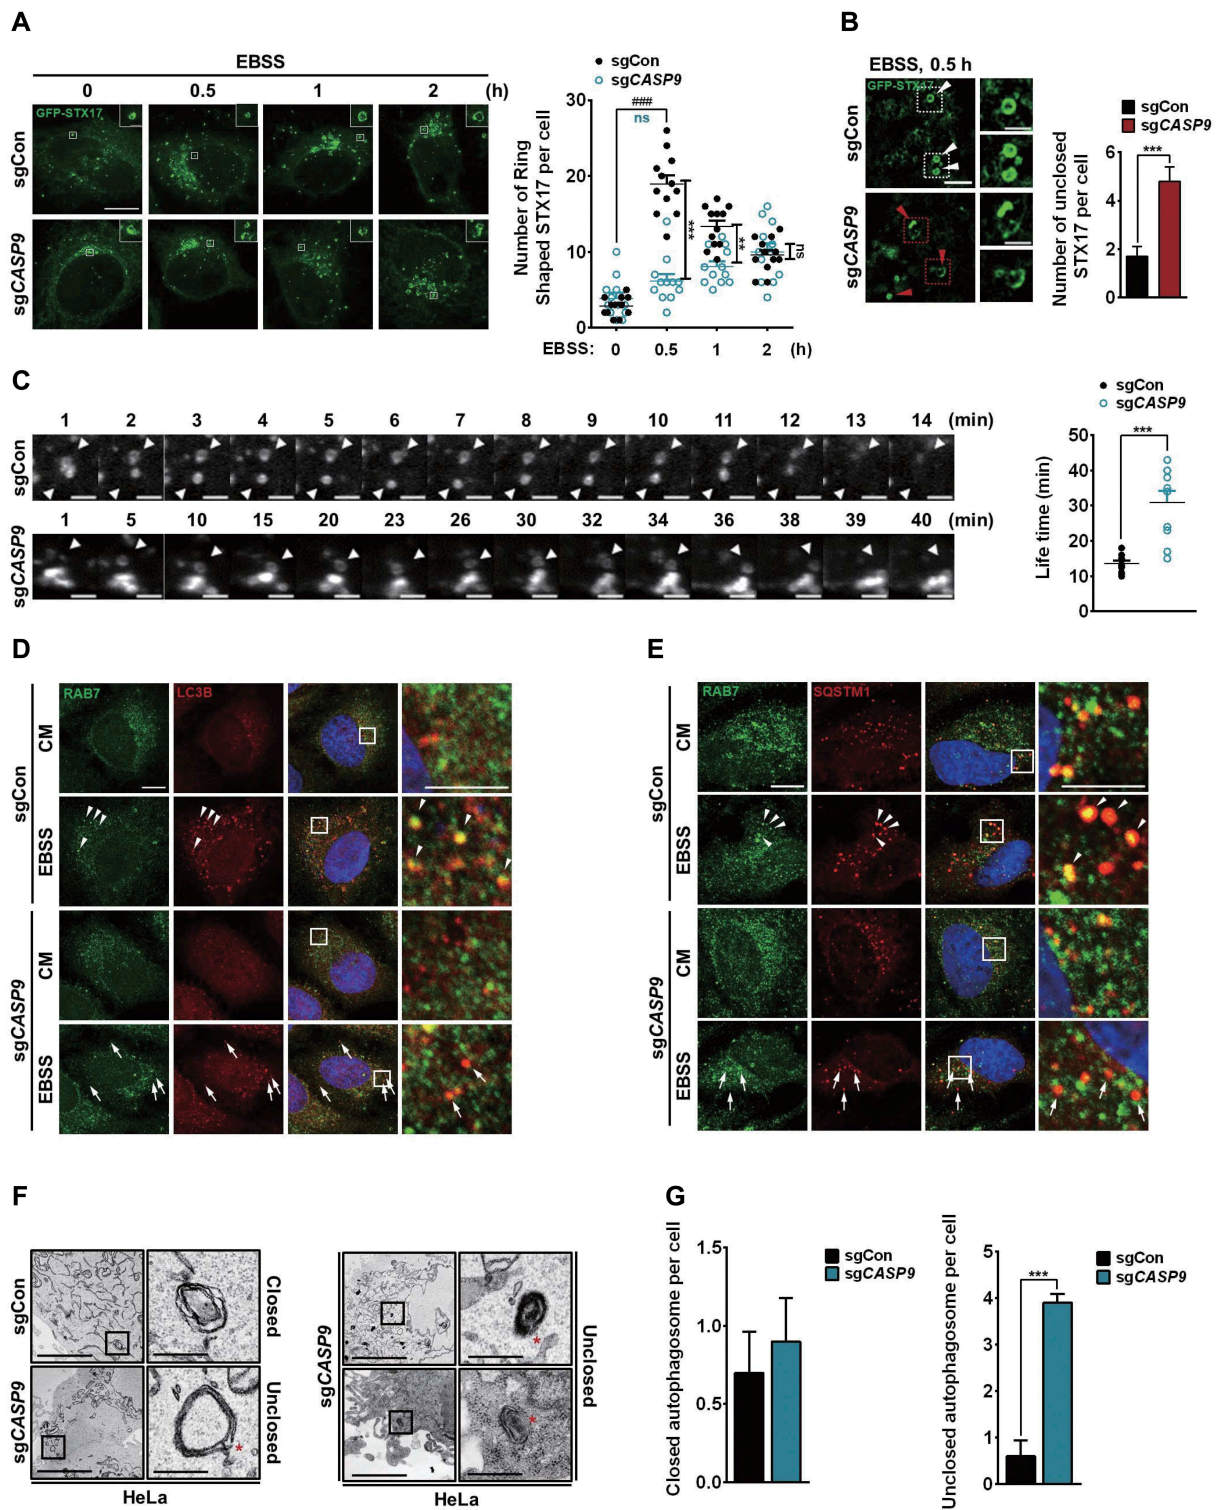 A
EBSS
0 0.5 1 2 (h)
GFP-STX17
sgCon
sgCASP9
sgCon
sgCASP9
Number of Ring
Shaped STX17 per cell
30
20
10
0
###
ns
***
**
ns
EBSS: 0 0.5 1 2 (h)
B
EBSS, 0.5 h
GFP-STX17
sgCon
sgCASP9
sgCon
sgCASP9
Number of unclosed
STX17 per cell
6
4
2
0
***
C
1 2 3 4 5 6 7 8 9 10 11 12 13 14 (min)
sgCon
1 5 10 15 20 23 26 30 32 34 36 38 39 40 (min)
sgCASP9
sgCon
sgCASP9
Life time (min)
50
40
30
20
10
0
***
D
RAB7 LC3B
sgCon
CM
EBSS
sgCASP9
CM
EBSS
E
RAB7 SQSTM1
sgCon
CM
EBSS
sgCASP9
CM
EBSS
F
sgCon
Closed
sgCASP9
Unclosed
*
HeLa
sgCASP9
Unclosed
*
*
HeLa
G
Closed autophagosome per cell
1.5
1.0
0.5
0.0
sgCon
sgCASP9
Unclosed autophagosome per cell
5
4
3
2
1
0
***
sgCon
sgCASP9